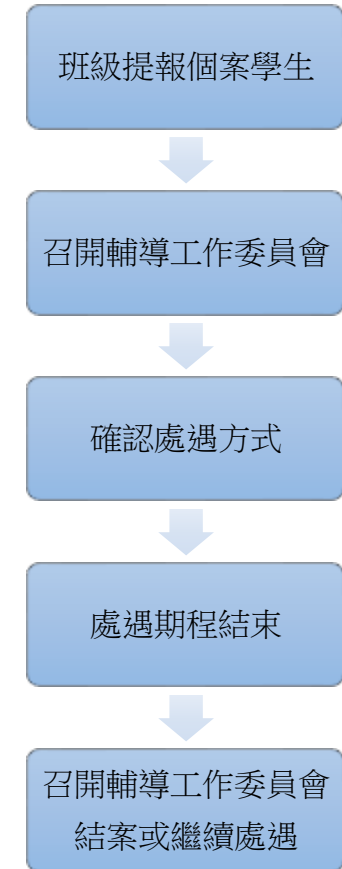 班級提報個案學生
召開輔導工作委員會
確認處遇方式
處遇期程結束
召開輔導工作委員會
結案或繼續處遇